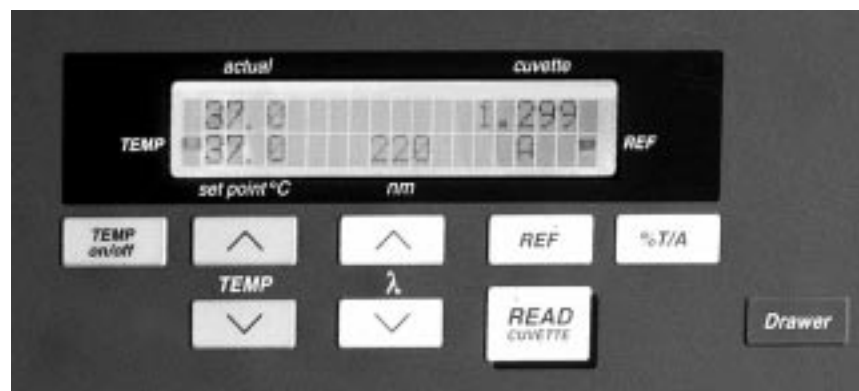 actual cuvette
37.0 1.299
TEMP 37.0 220 A REF
set point °C nm
TEMP on/off
REF
%T/A
TEMP λ
READ
CUVETTE
Drawer